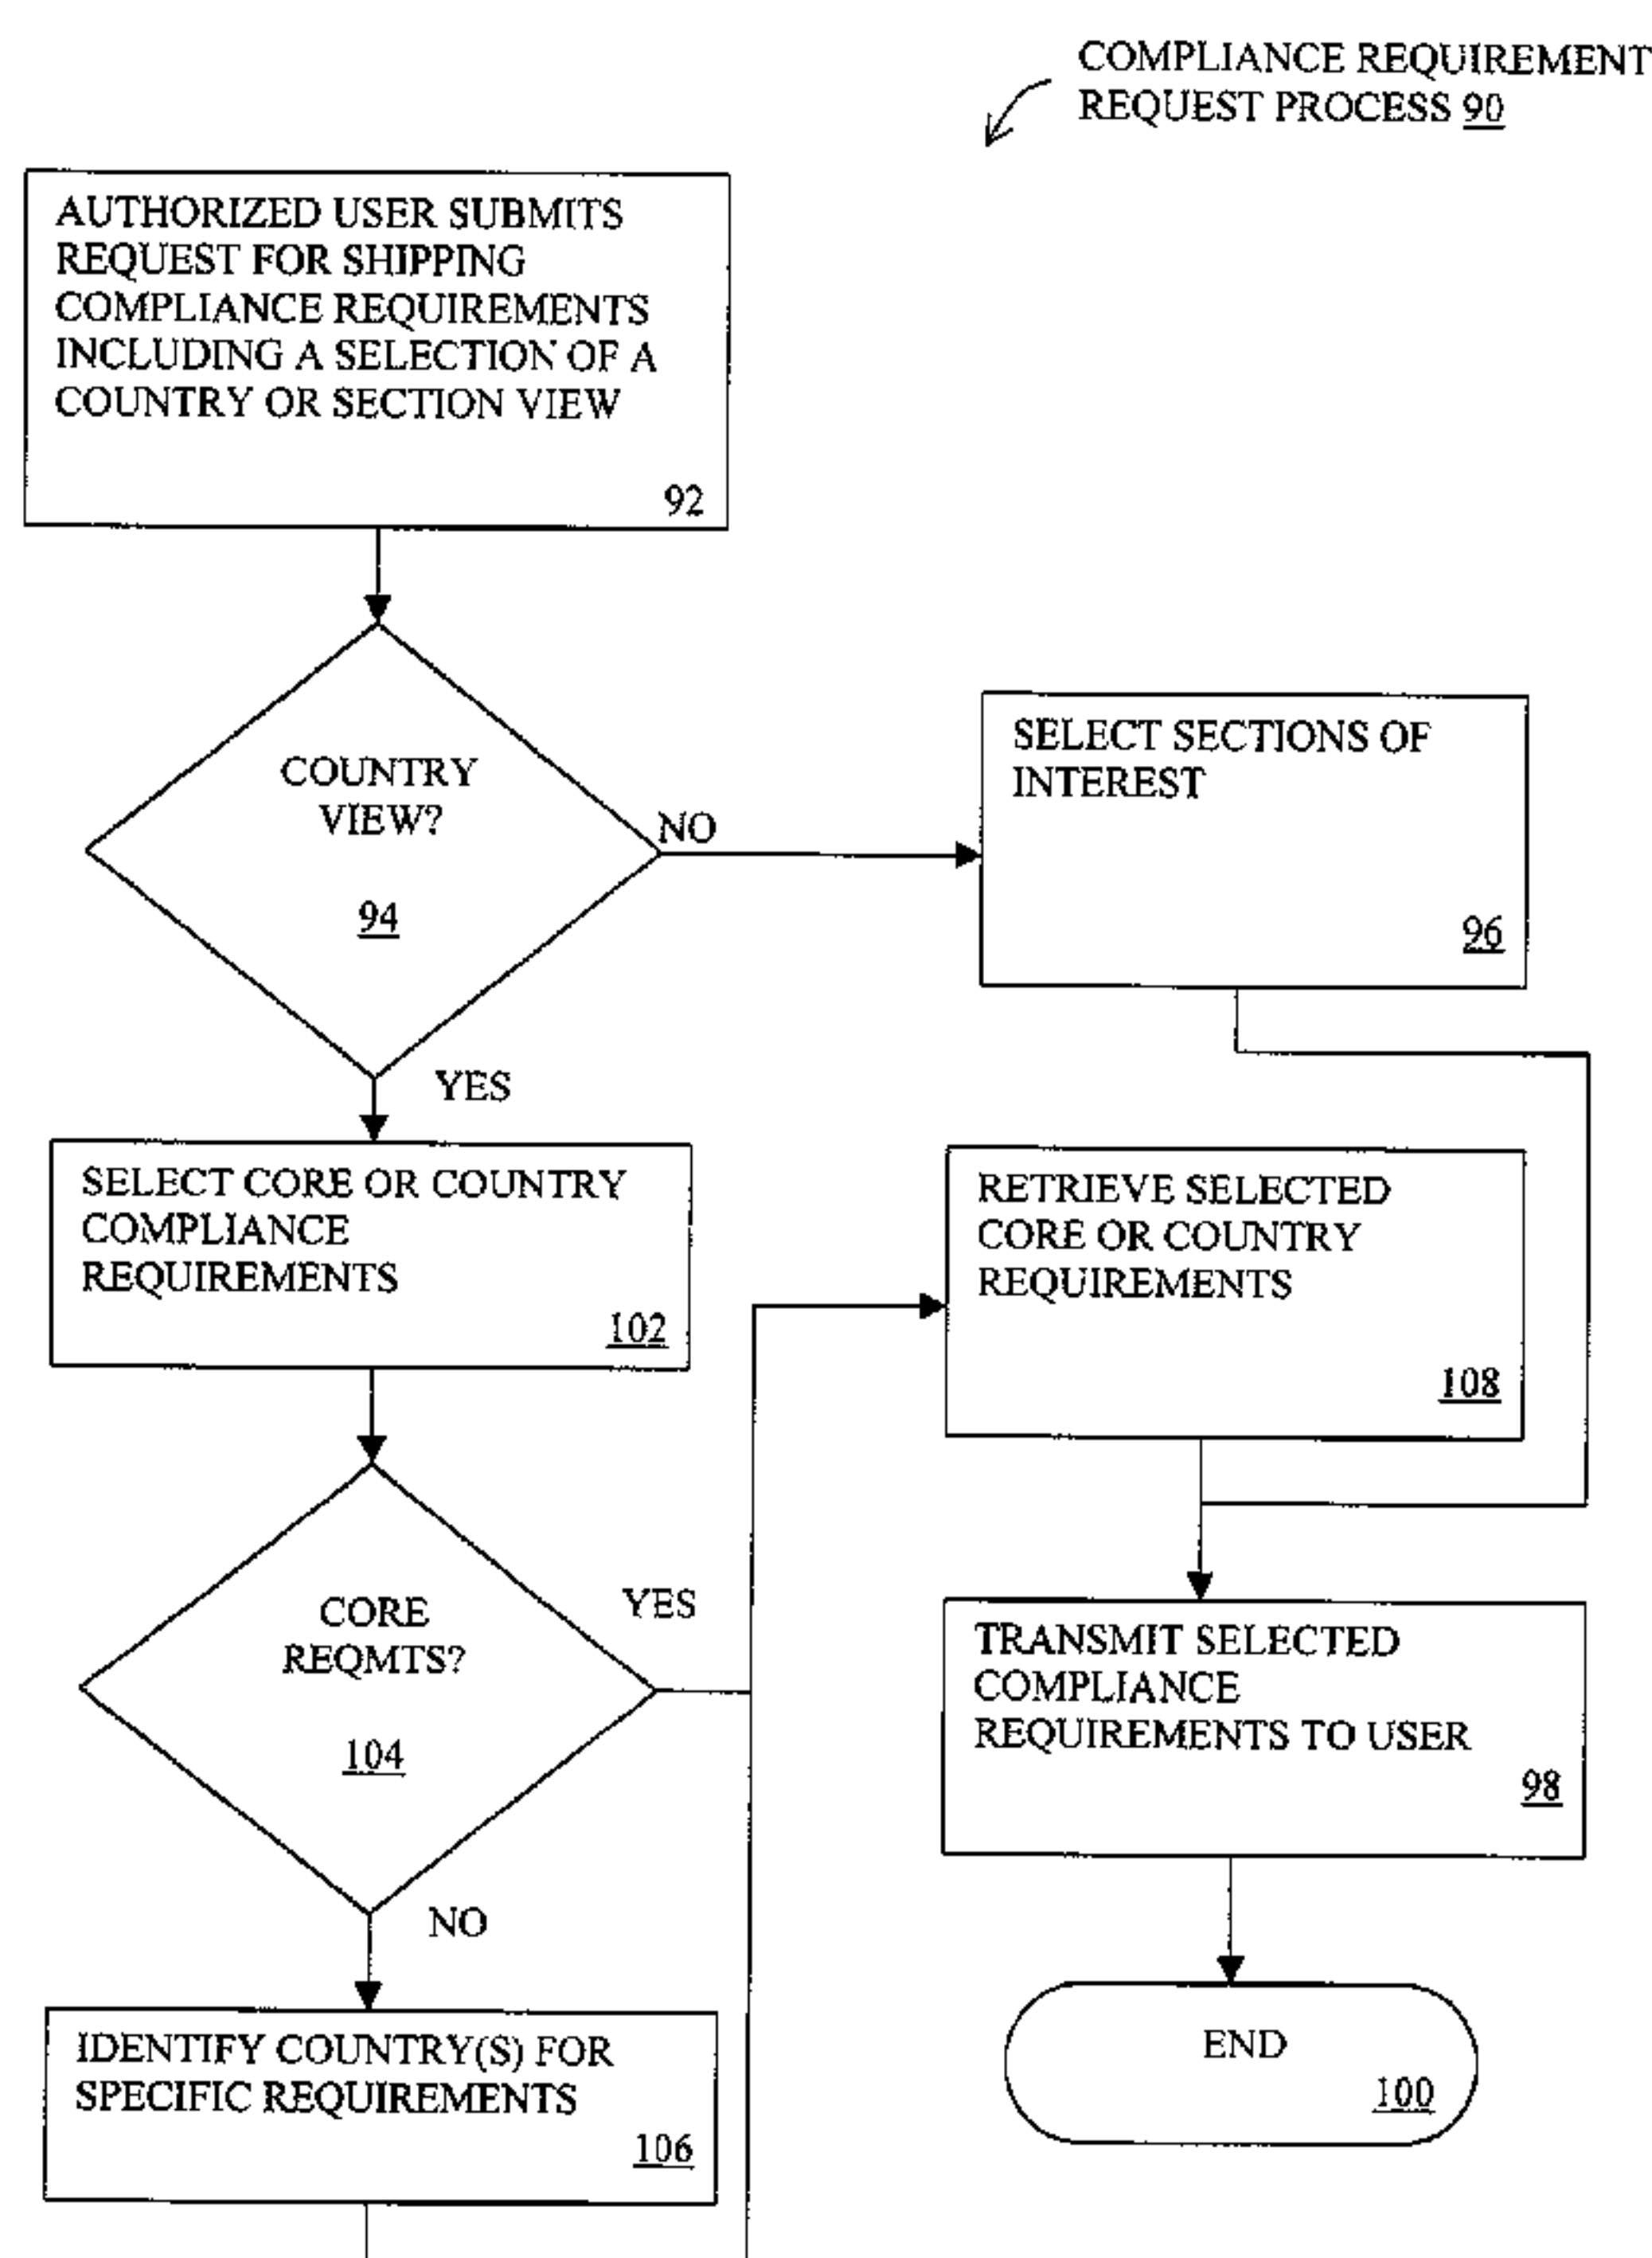 COMPLIANCE REQUIREMENT
REQUEST PROCESS 90
AUTHORIZED USER SUBMITS
REQUEST FOR SHIPPING
COMPLIANCE REQUIREMENTS
INCLUDING A SELECTION OF A
COUNTRY OR SECTION VIEW
92
COUNTRY
VIEW?
94
NO
YES
SELECT SECTIONS OF
INTEREST
96
SELECT CORE OR COUNTRY
COMPLIANCE
REQUIREMENTS
102
RETRIEVE SELECTED
CORE OR COUNTRY
REQUIREMENTS
108
CORE
REQMTS?
104
YES
NO
TRANSMIT SELECTED
COMPLIANCE
REQUIREMENTS TO USER
98
IDENTIFY COUNTRY(S) FOR
SPECIFIC REQUIREMENTS
106
END
100